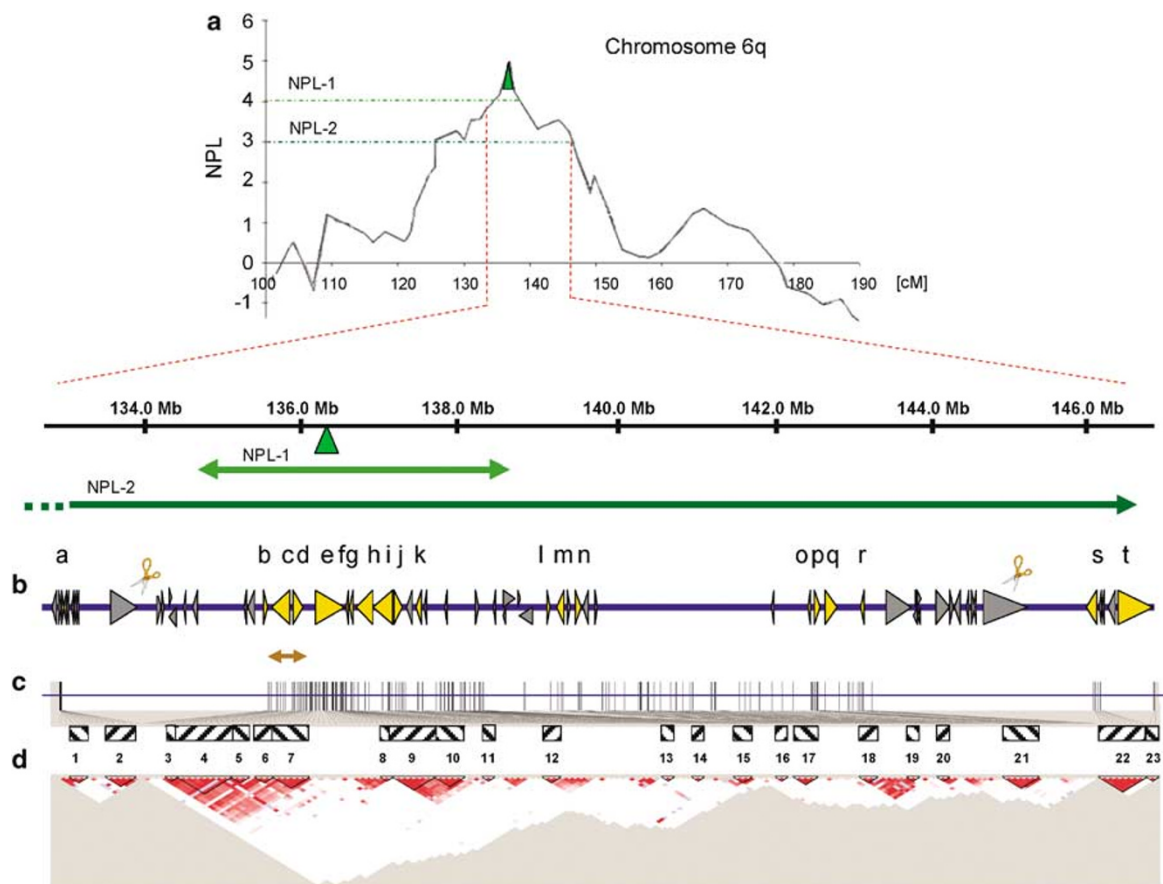 a
6
Chromosome 6q
5
NPL-1
4
NPL-2
3
NPL
2
1
0
100 110 120 130 140 150 160 170 180 190 [cM]
-1
134.0 Mb 136.0 Mb 138.0 Mb 140.0 Mb 142.0 Mb 144.0 Mb 146.0 Mb
NPL-1
NPL-2
a b c d e f g h i j k l m n o p q r s t
b
c
d
1 2 3 4 5 6 7 8 9 10 11 12 13 14 15 16 17 18 19 20 21 22 23